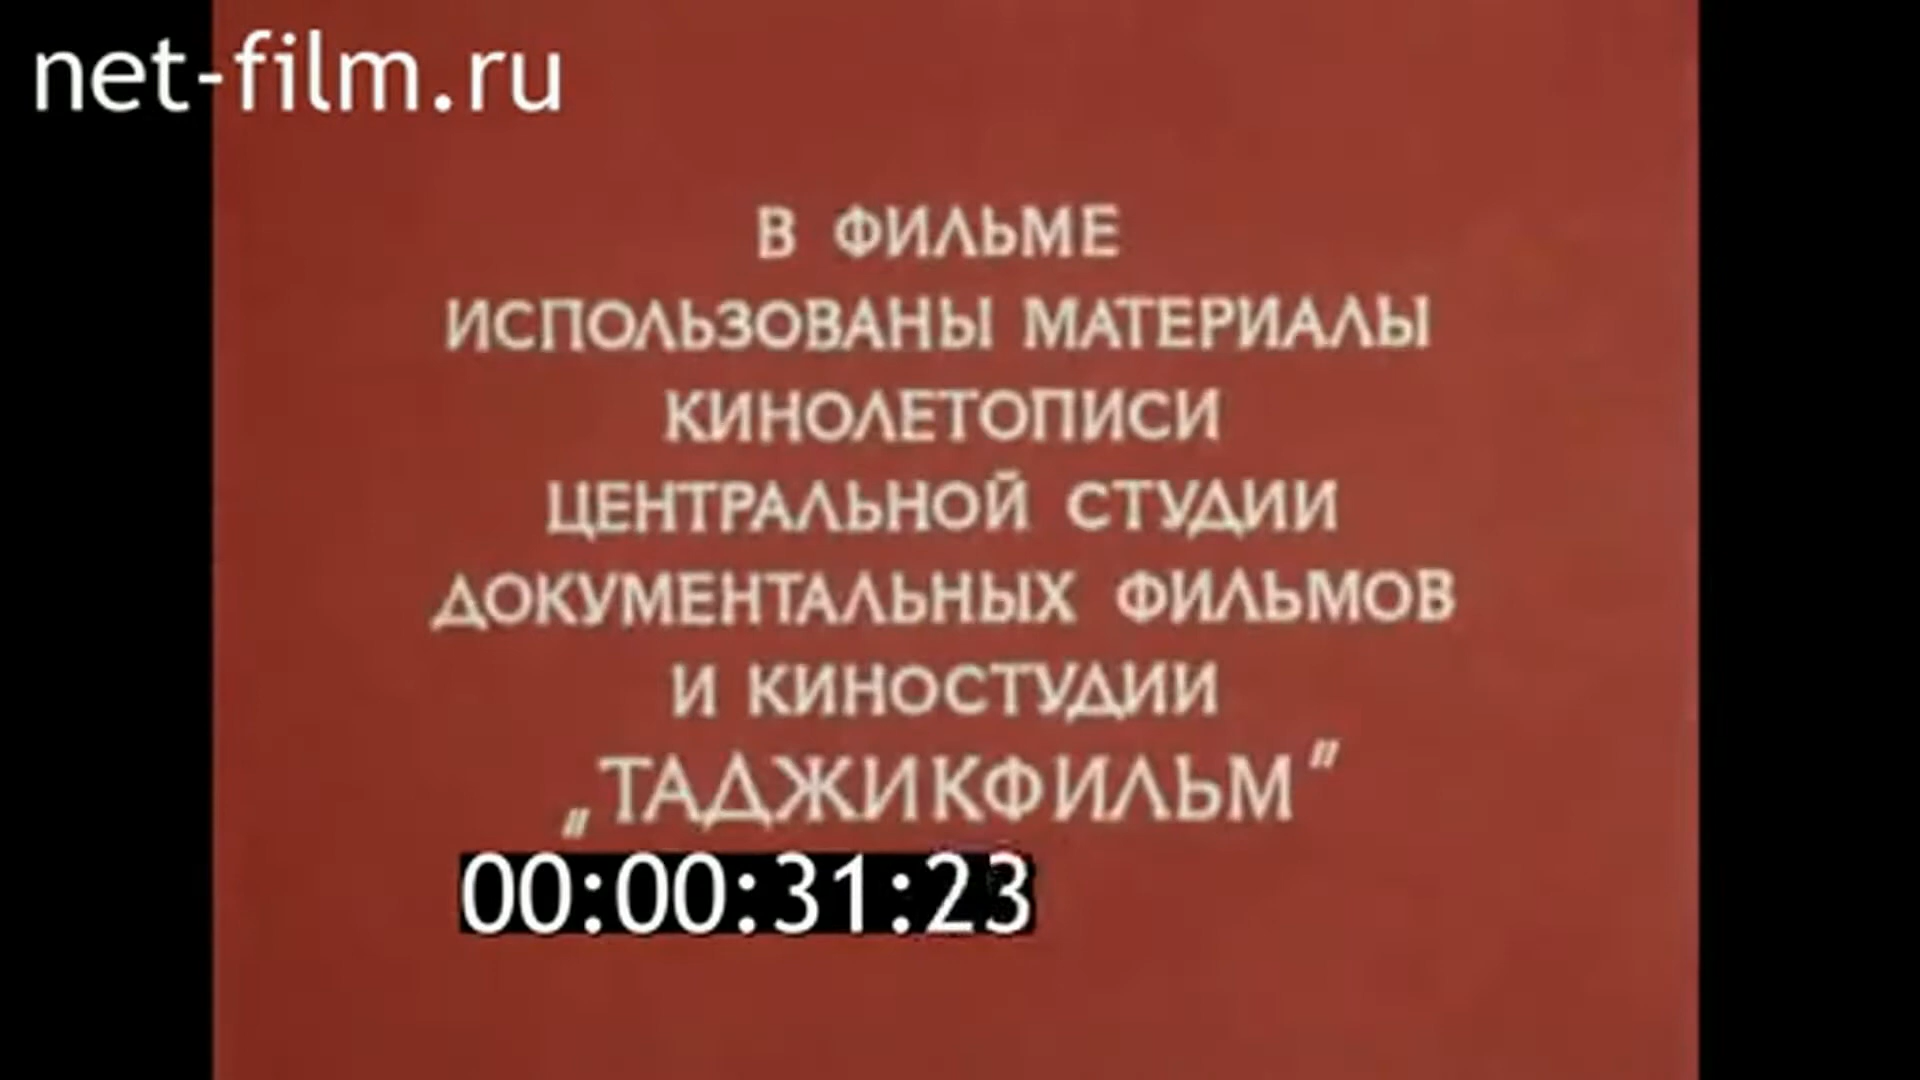 net-film.ru
В ФИЛЬМЕ
ИСПОЛЬЗОВАНЫ МАТЕРИАЛЫ
КИНОЛЕТОПИСИ
ЦЕНТРАЛЬНОЙ СТУДИИ
ДОКУМЕНТАЛЬНЫХ ФИЛЬМОВ
И КИНОСТУДИИ
„ТАДЖИКФИЛЬМ"
00:00:31:23